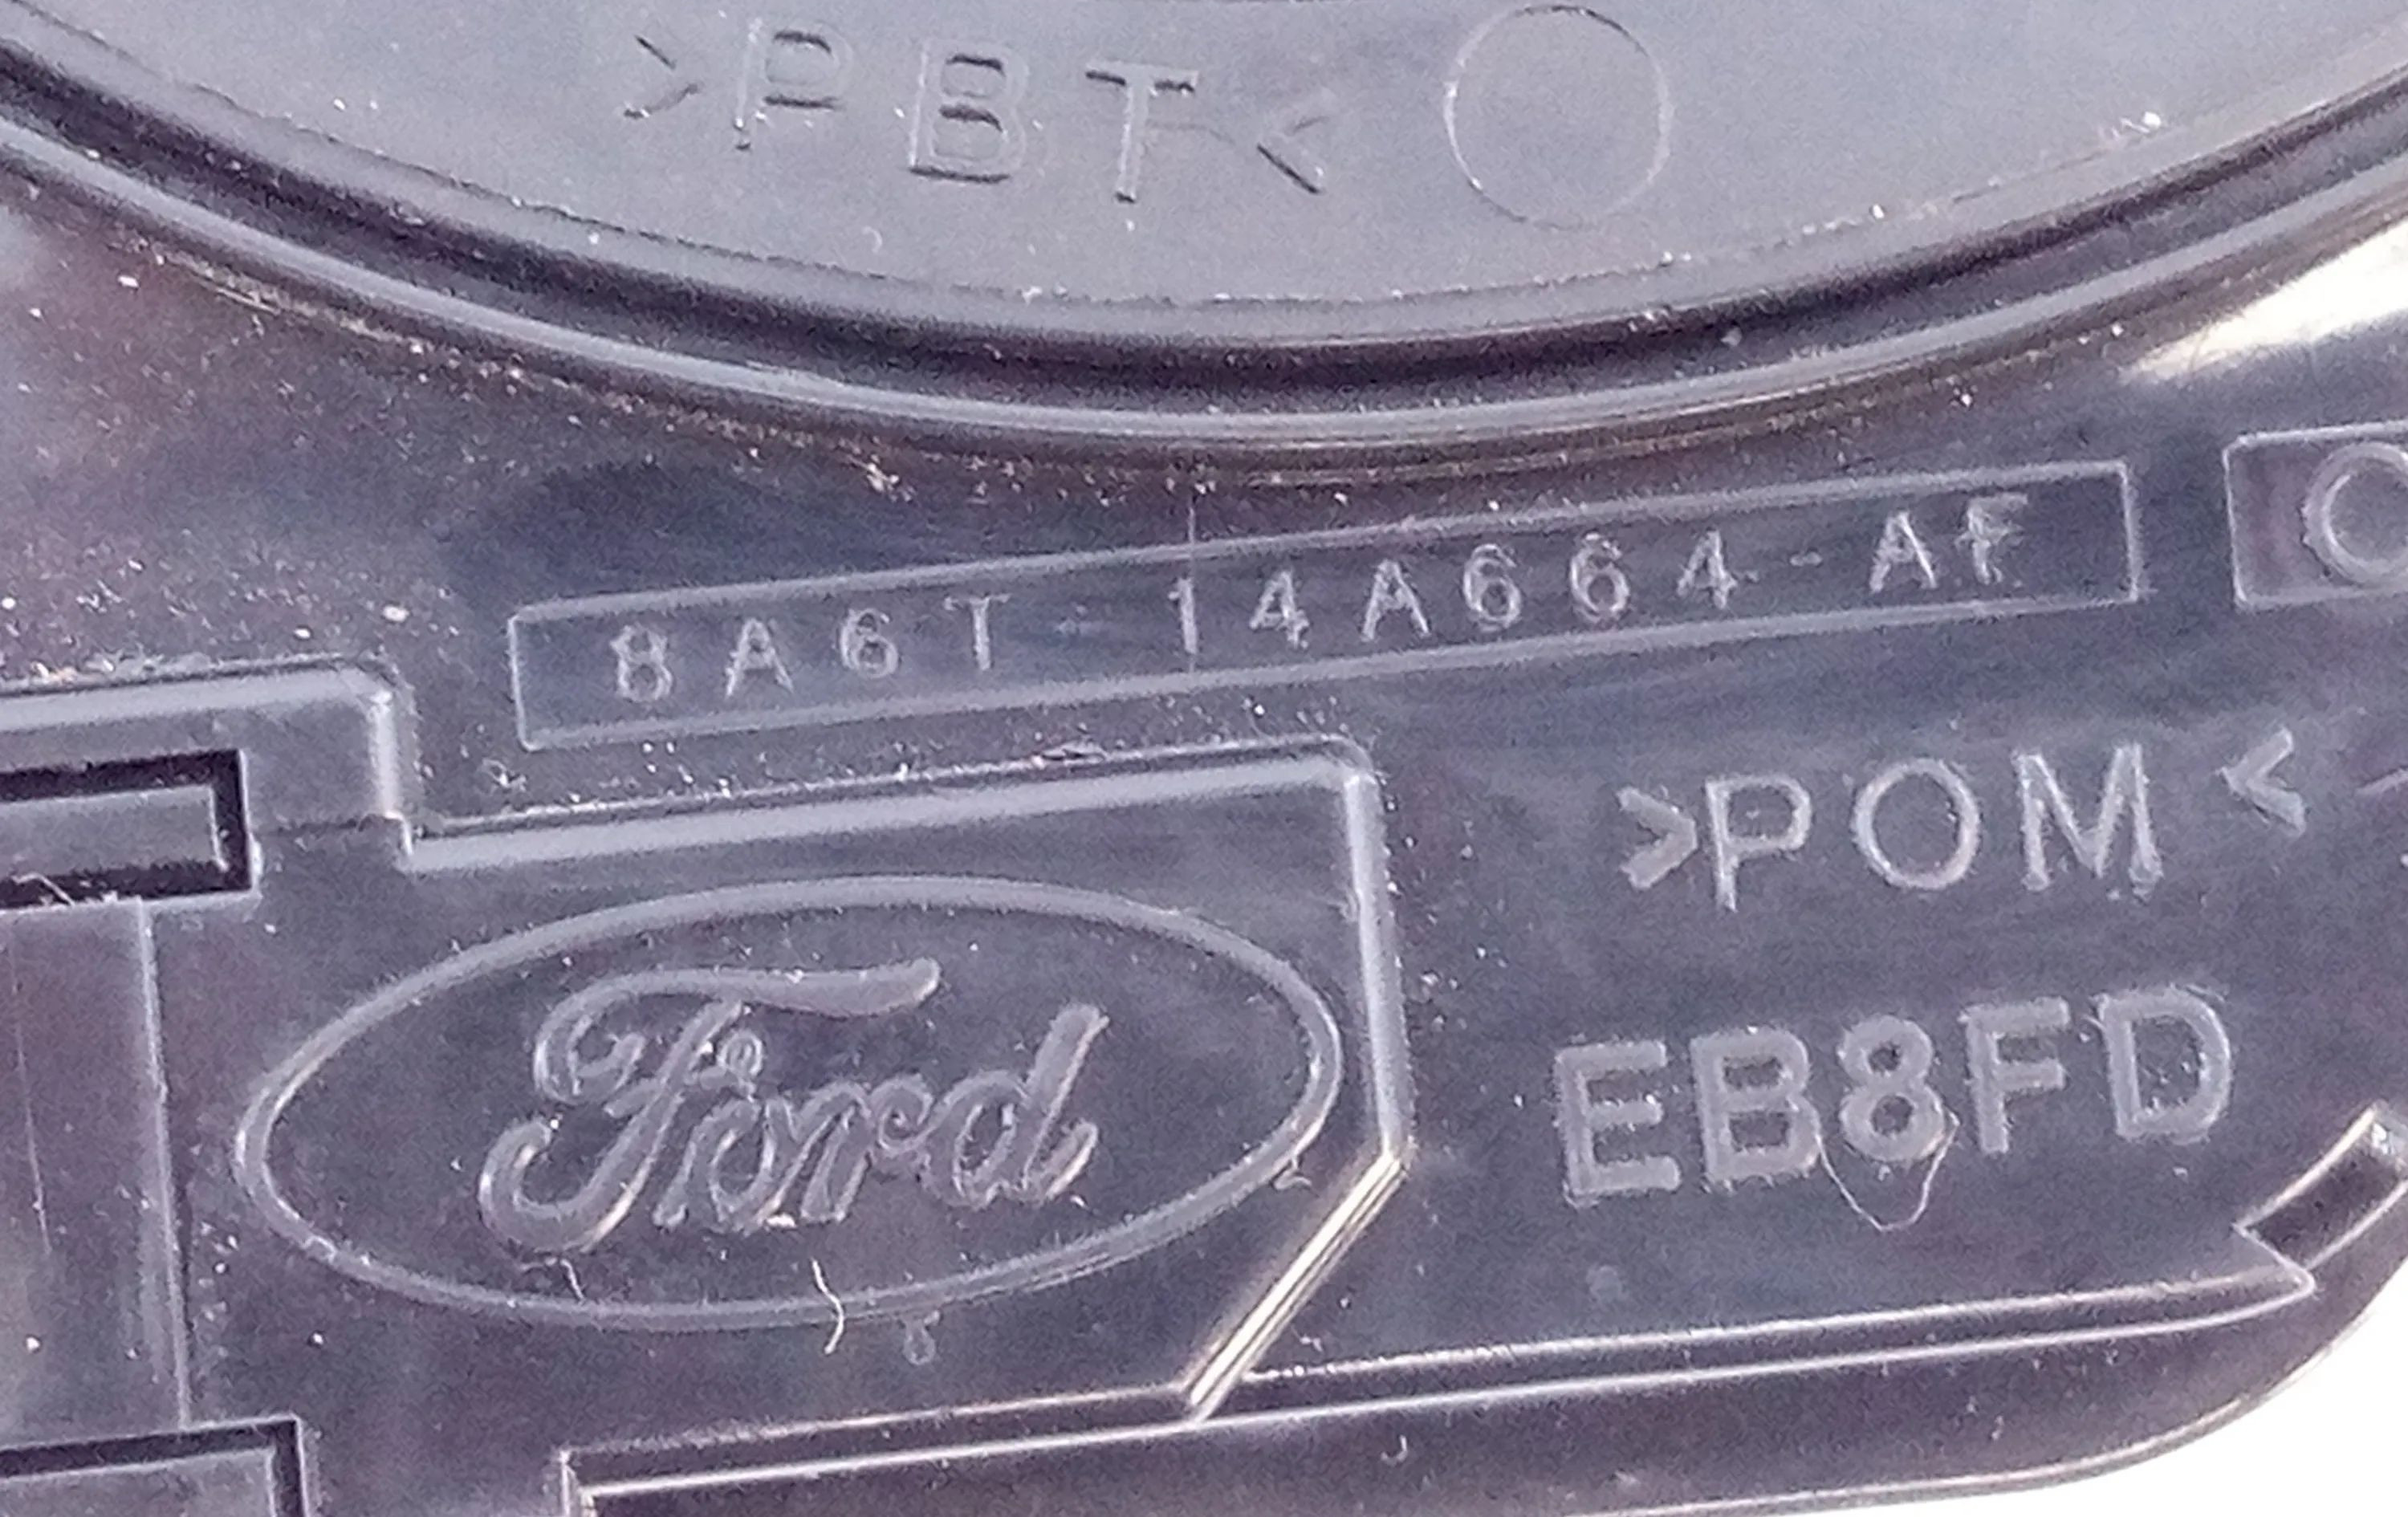 >PBT<
8A6T-14A664-AF
>POM<
Ford
EB8FD